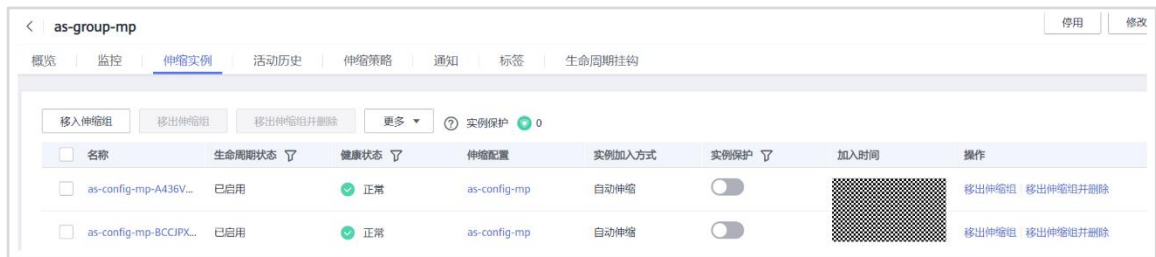 < as-group-mp 停用 修改
概览 监控 伸缩实例 活动历史 伸缩策略 通知 标签 生命周期挂钩
移入伸缩组 移出伸缩组 移出伸缩组并删除 更多 ? 实例保护 0
名称 生命周期状态 健康状态 伸缩配置 实例加入方式 实例保护 加入时间 操作
as-config-mp-A436V... 已启用 正常 as-config-mp 自动伸缩 移出伸缩组 移出伸缩组并删除
as-config-mp-BCCJPX... 已启用 正常 as-config-mp 自动伸缩 移出伸缩组 移出伸缩组并删除